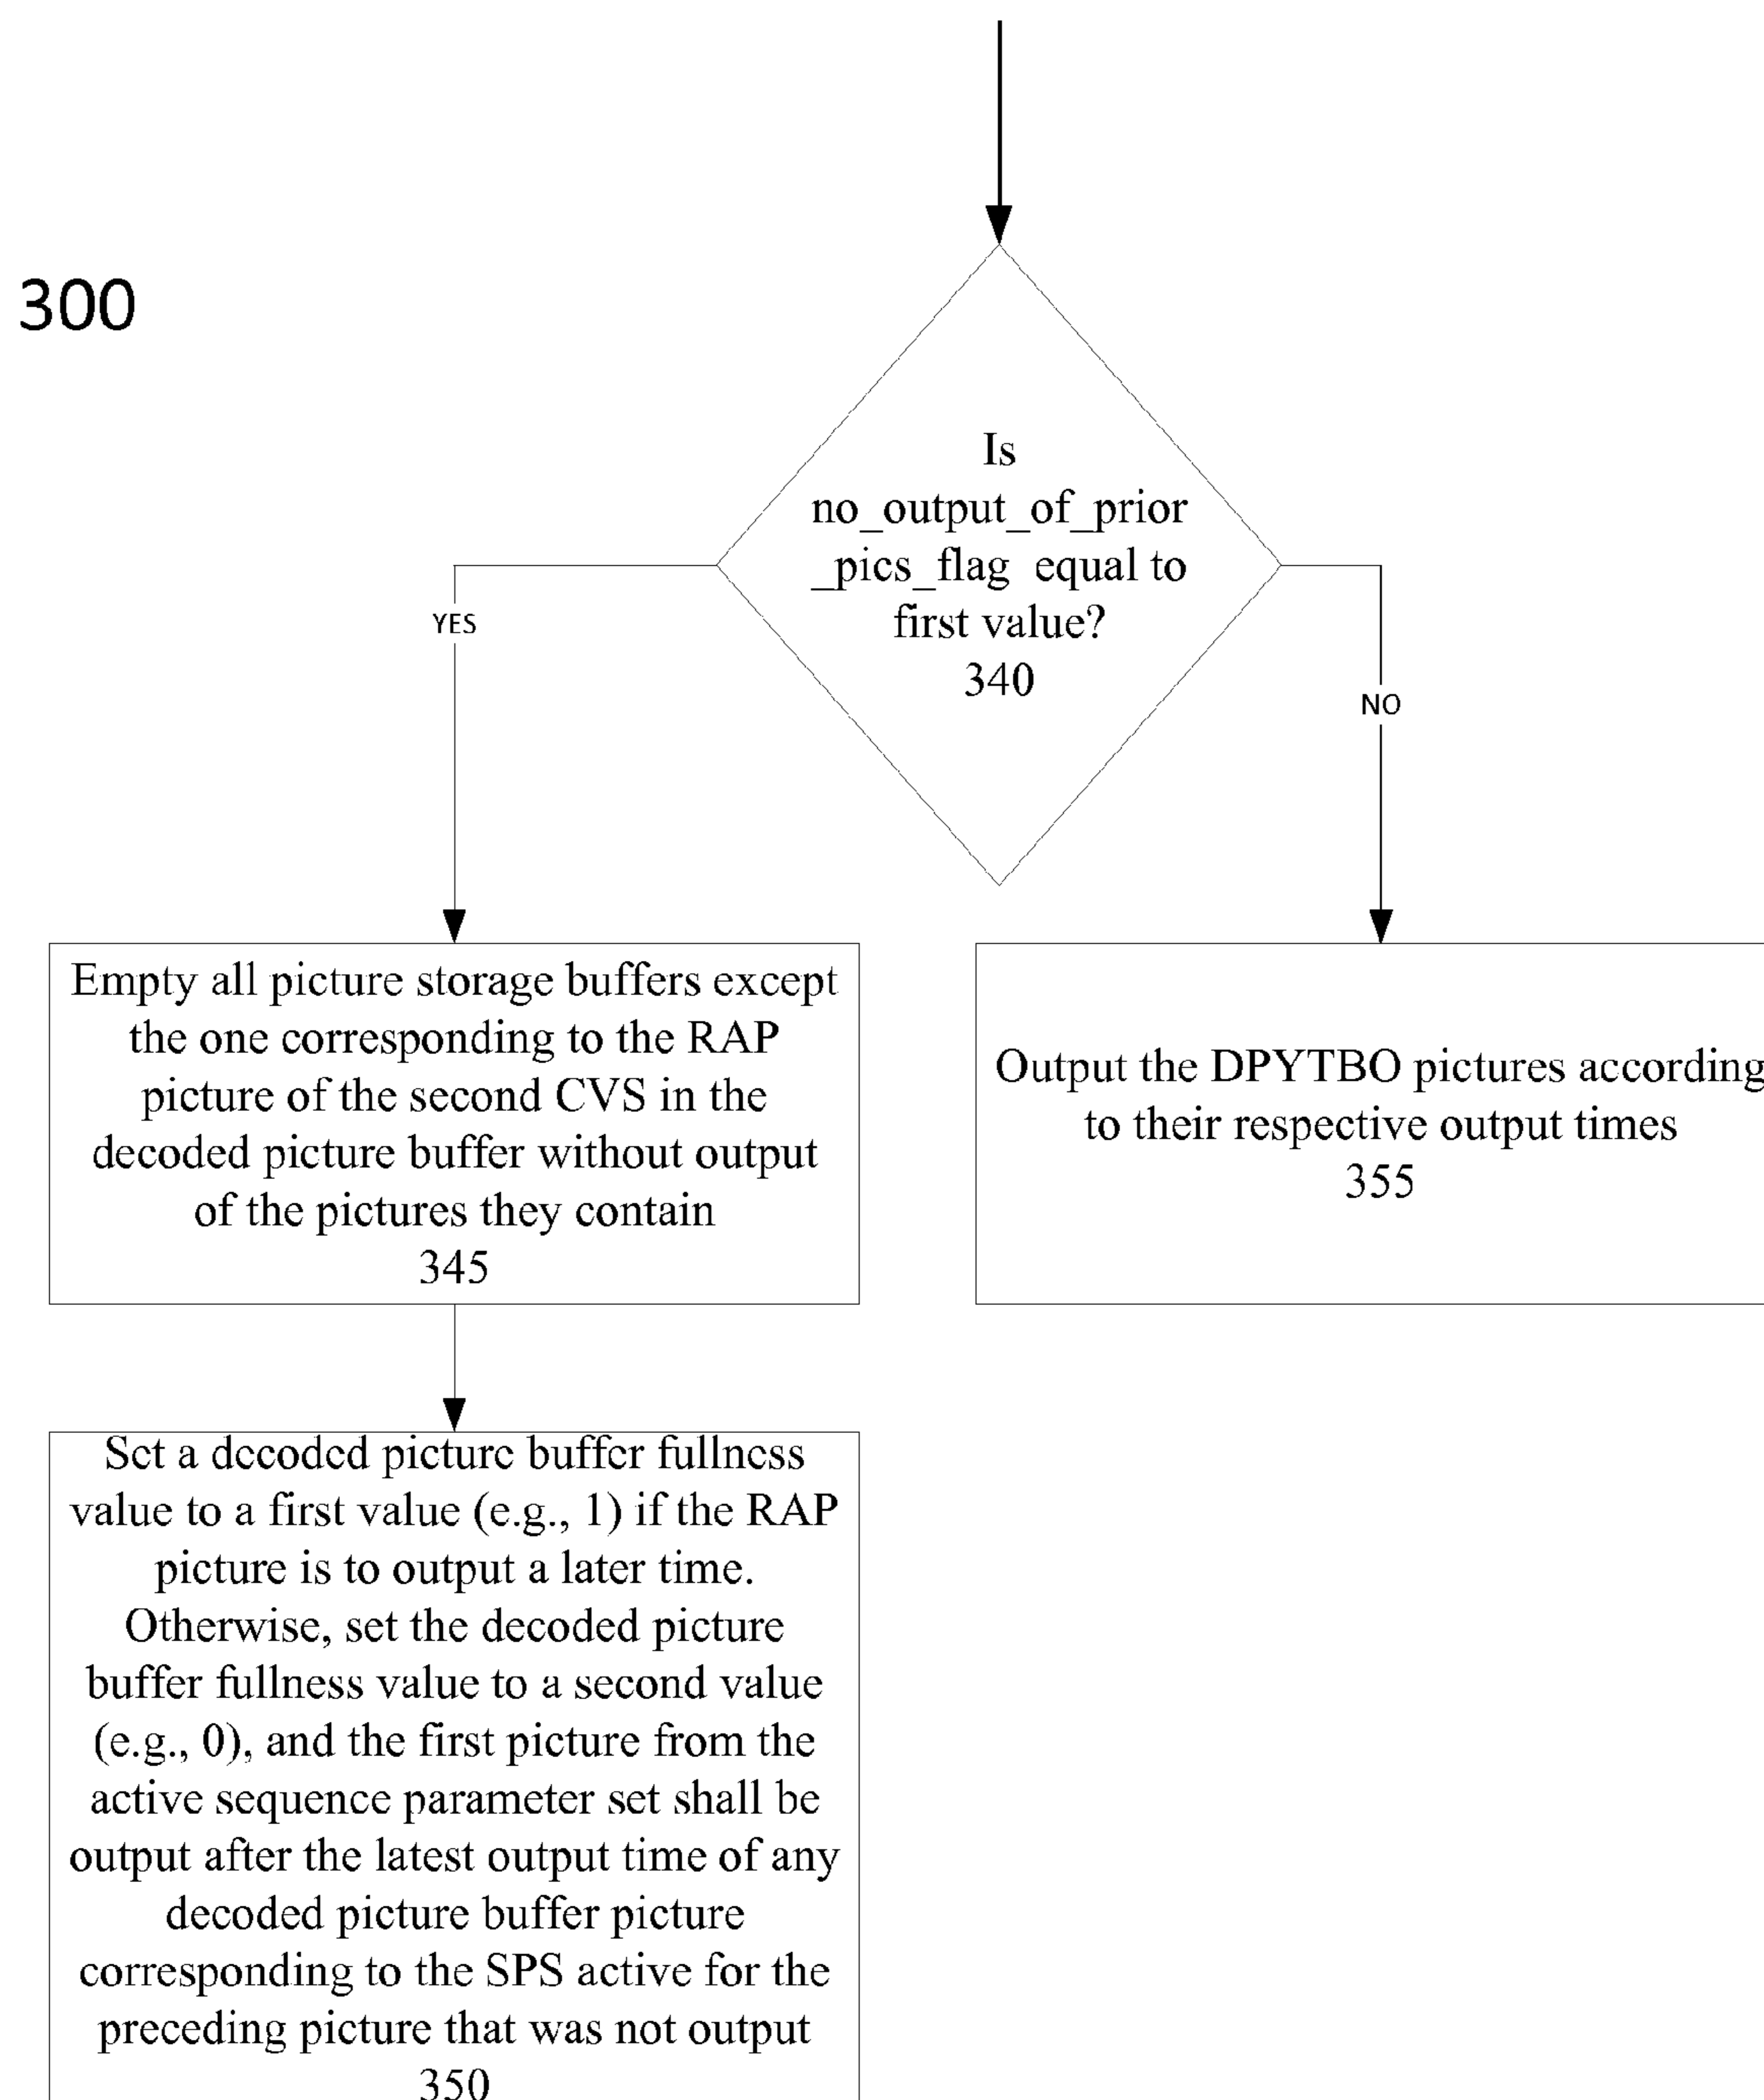 300
Is
no_output_of_prior
_pics_flag equal to
first value?
340
YES
NO
Empty all picture storage buffers except
the one corresponding to the RAP
picture of the second CVS in the
decoded picture buffer without output
of the pictures they contain
345
Output the DPYTBO pictures according
to their respective output times
355
Set a decoded picture buffer fullness
value to a first value (e.g., 1) if the RAP
picture is to output a later time.
Otherwise, set the decoded picture
buffer fullness value to a second value
(e.g., 0), and the first picture from the
active sequence parameter set shall be
output after the latest output time of any
decoded picture buffer picture
corresponding to the SPS active for the
preceding picture that was not output
350